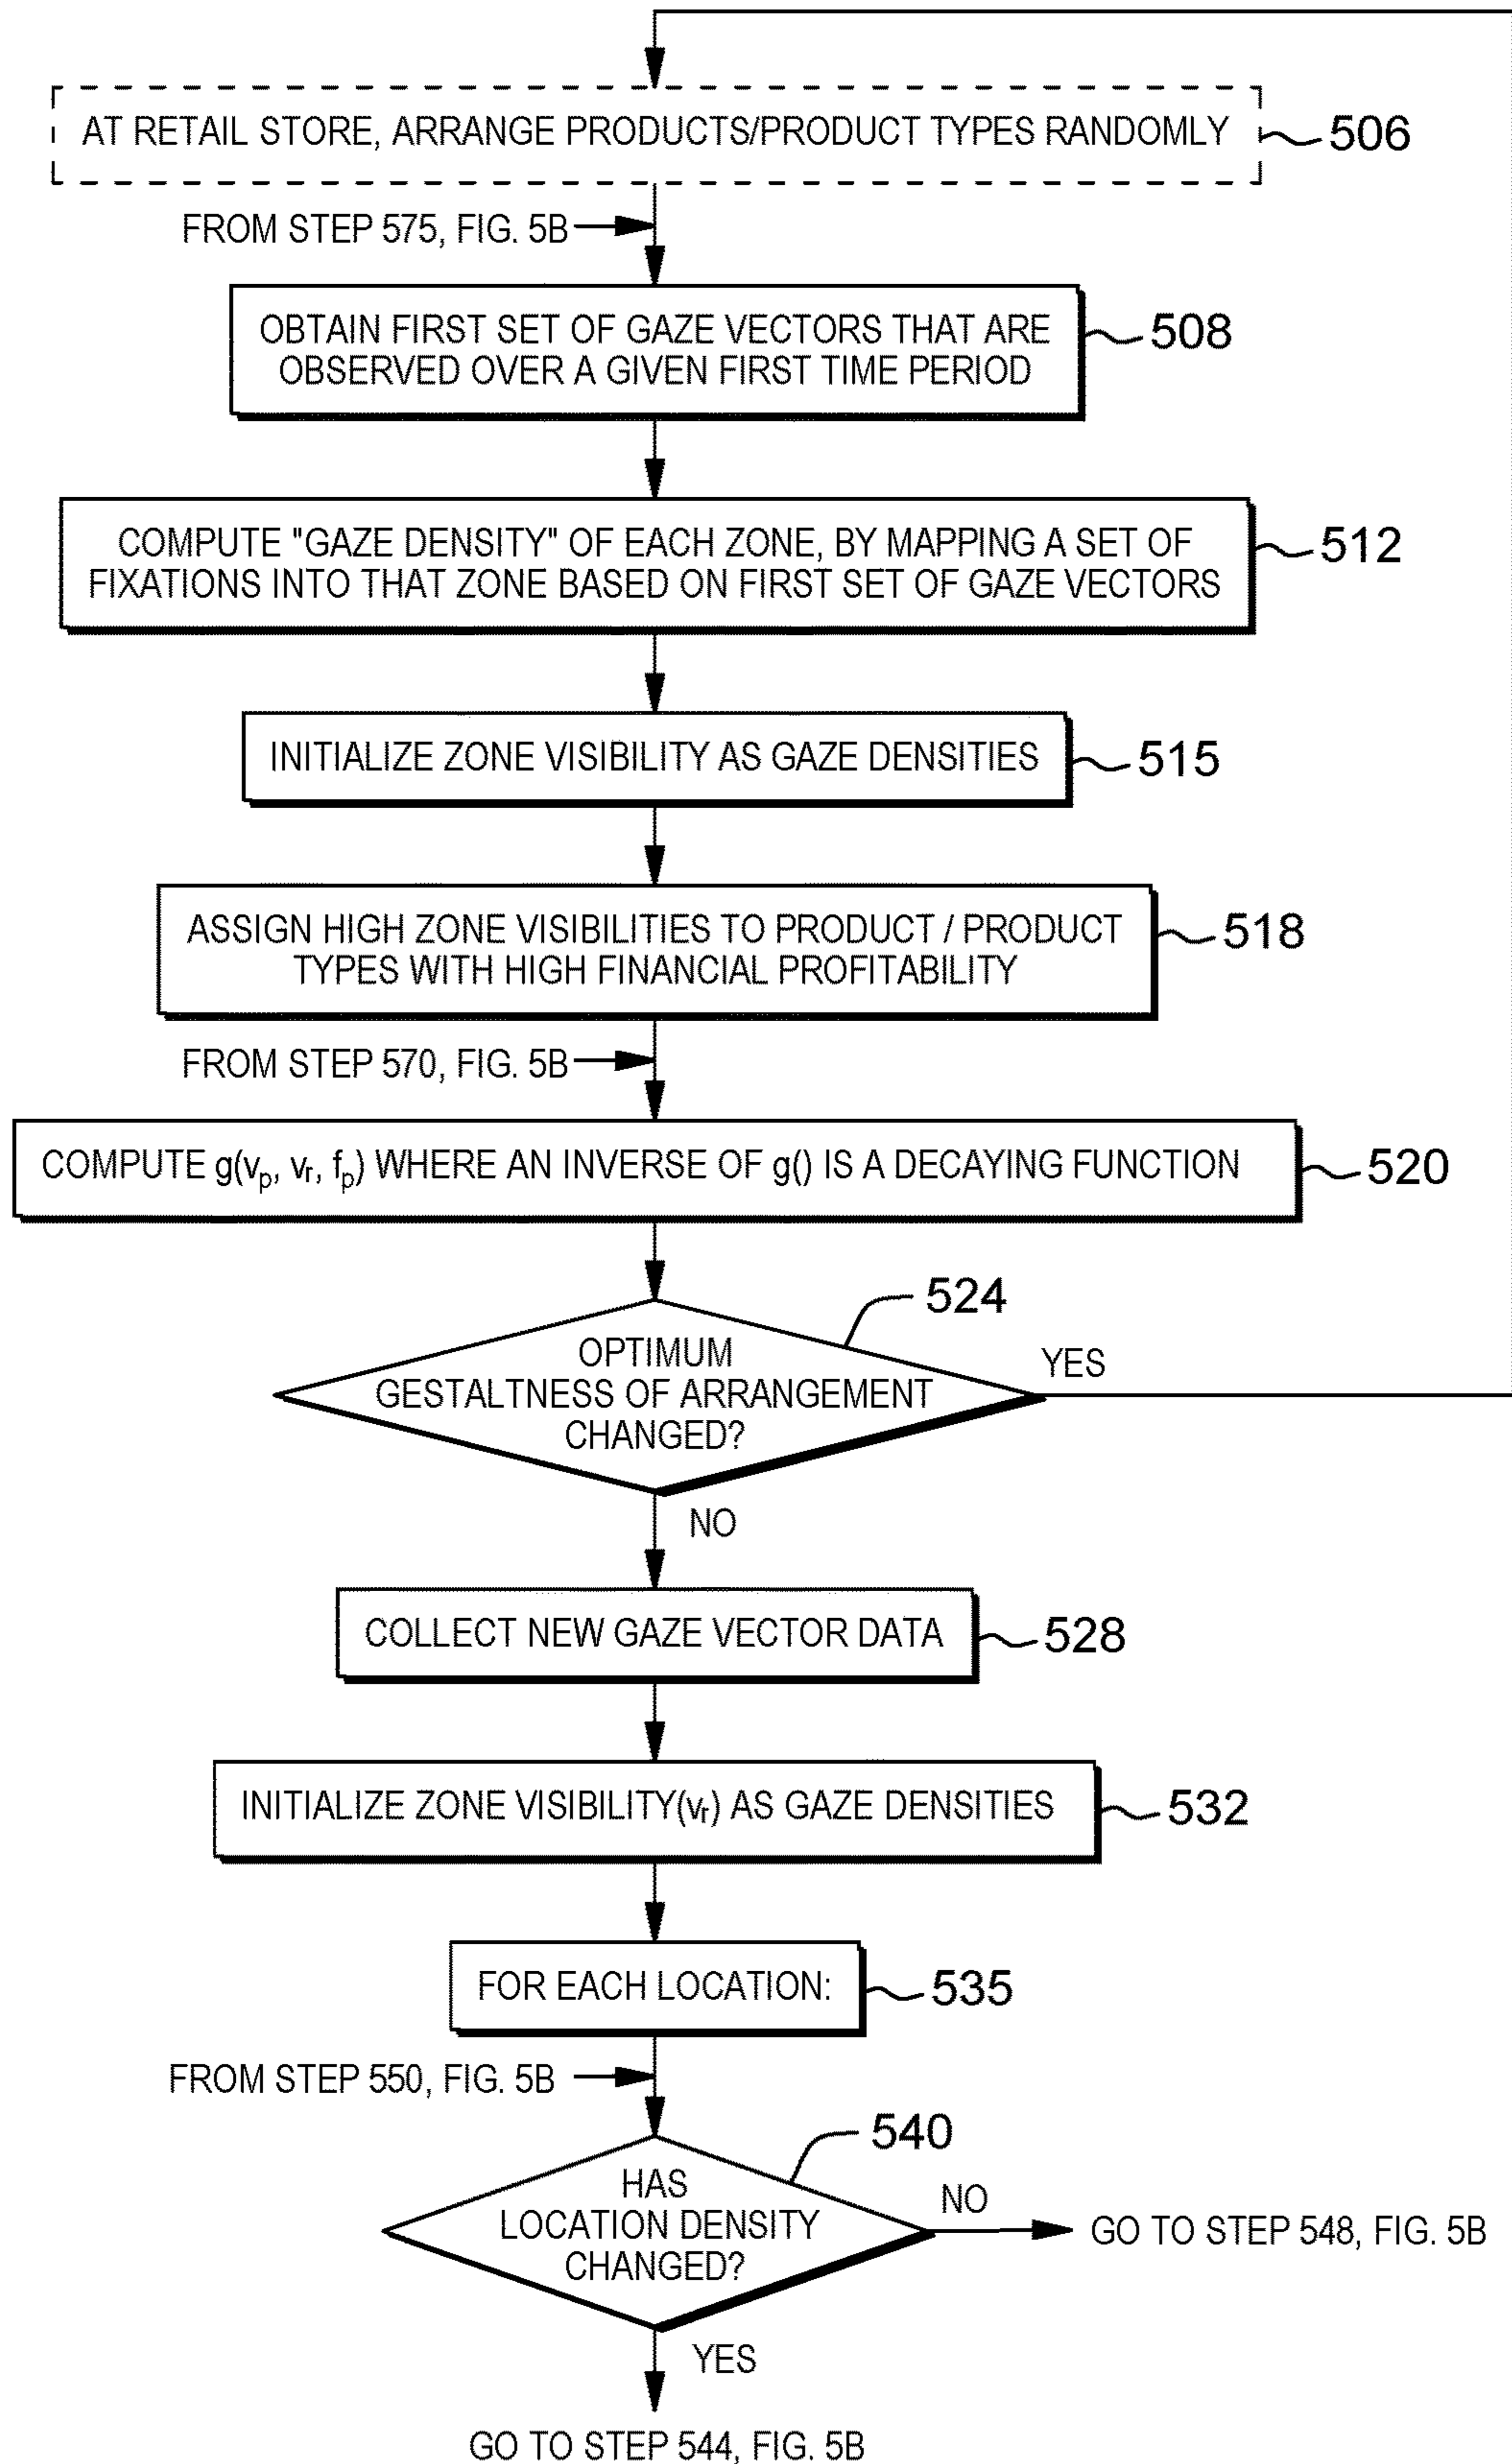 AT RETAIL STORE, ARRANGE PRODUCTS/PRODUCT TYPES RANDOMLY
506
FROM STEP 575, FIG. 5B
OBTAIN FIRST SET OF GAZE VECTORS THAT ARE
OBSERVED OVER A GIVEN FIRST TIME PERIOD
508
COMPUTE "GAZE DENSITY" OF EACH ZONE, BY MAPPING A SET OF
FIXATIONS INTO THAT ZONE BASED ON FIRST SET OF GAZE VECTORS
512
INITIALIZE ZONE VISIBILITY AS GAZE DENSITIES
515
ASSIGN HIGH ZONE VISIBILITIES TO PRODUCT / PRODUCT
TYPES WITH HIGH FINANCIAL PROFITABILITY
518
FROM STEP 570, FIG. 5B
COMPUTE g(vp, vr, fp) WHERE AN INVERSE OF g() IS A DECAYING FUNCTION
520
524
OPTIMUM
GESTALTNESS OF ARRANGEMENT
CHANGED?
YES
NO
COLLECT NEW GAZE VECTOR DATA
528
INITIALIZE ZONE VISIBILITY(vr) AS GAZE DENSITIES
532
FOR EACH LOCATION:
535
FROM STEP 550, FIG. 5B
540
HAS
LOCATION DENSITY
CHANGED?
NO
GO TO STEP 548, FIG. 5B
YES
GO TO STEP 544, FIG. 5B